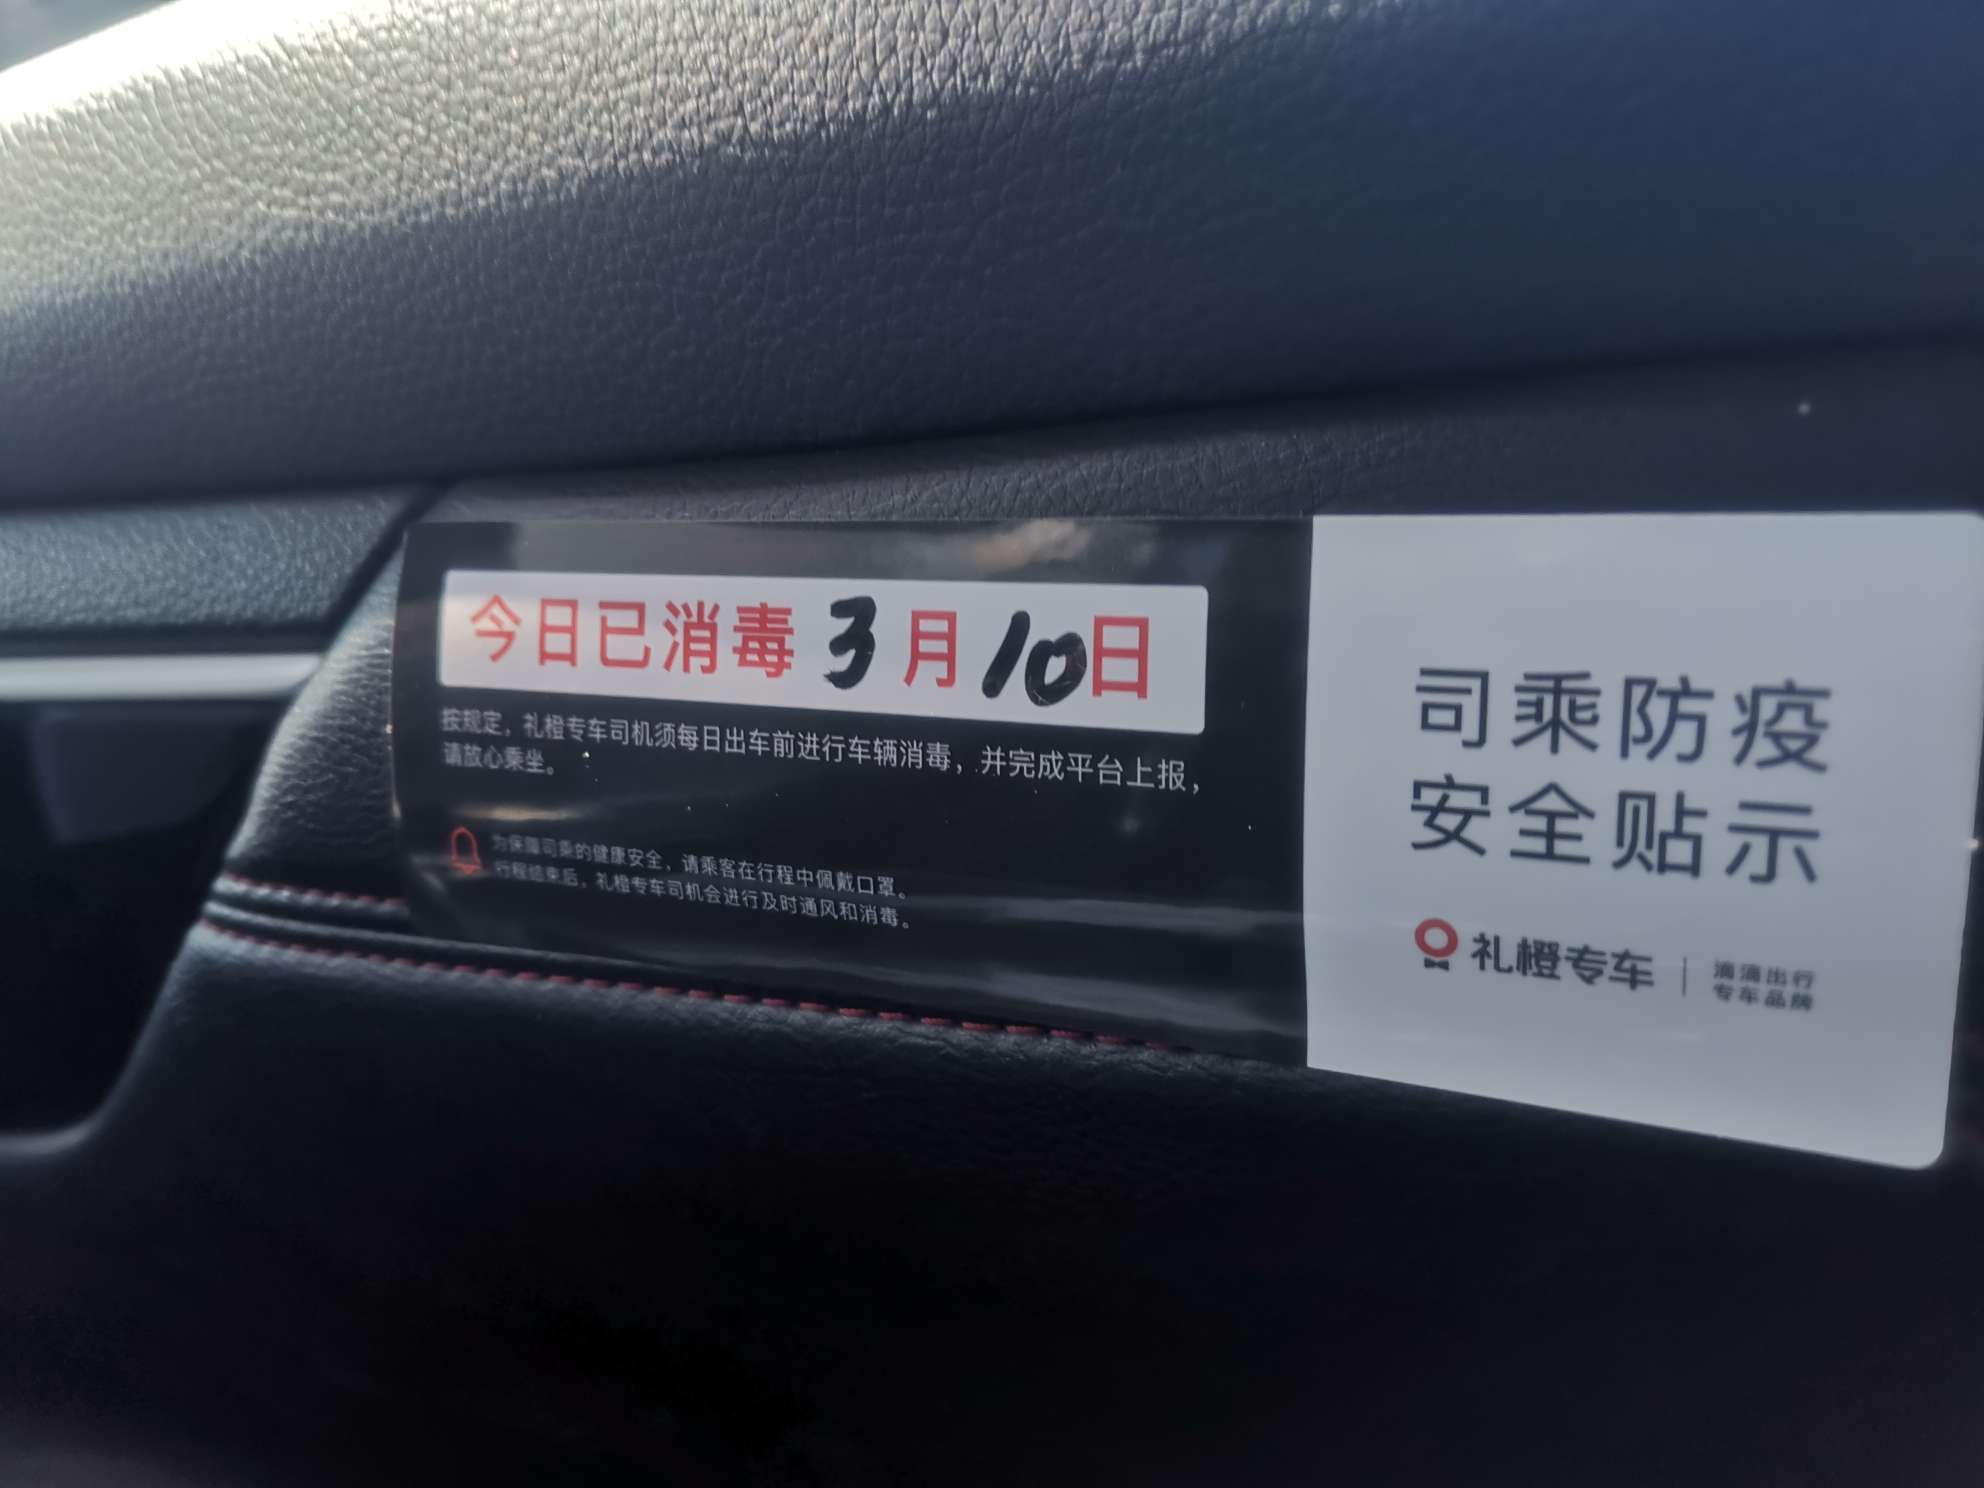 今日已消毒 3 月 10 日
按规定，礼橙专车司机须每日出车前进行车辆消毒，并完成平台上报，
请放心乘坐。
为保障司乘的健康安全，请乘客在行程中佩戴口罩。
行程结束后，礼橙专车司机会进行及时通风和消毒。
司乘防疫
安全贴示
礼橙专车
滴滴出行
专车品牌